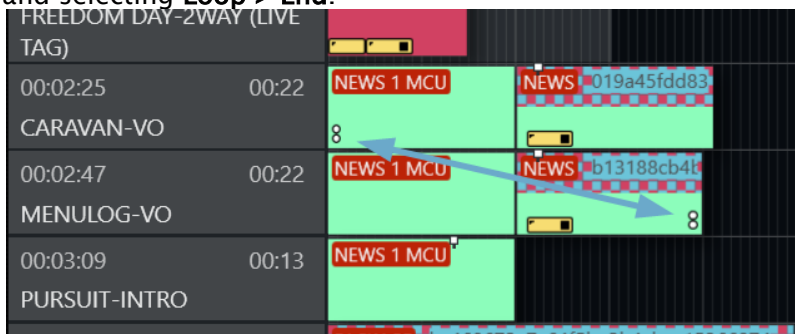 and selecting Loop > End.
FREEDOM DAY-2WAY (LIVE
TAG)
00:02:25 00:22 NEWS 1 MCU NEWS 019a45fdd83
CARAVAN-VO
00:02:47 00:22 NEWS 1 MCU NEWS b13188cb4b
MENULOG-VO
00:03:09 00:13 NEWS 1 MCU
PURSUIT-INTRO